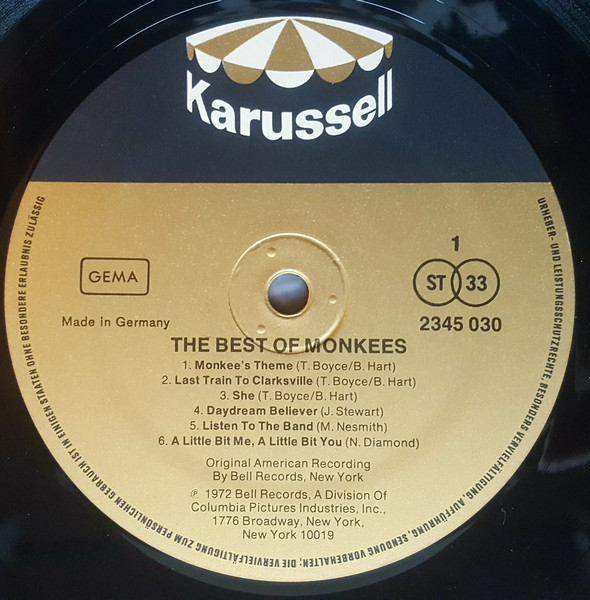 Karussell
GEMA
1
ST 33
Made in Germany
2345 030
THE BEST OF MONKEES
1. Monkee's Theme (T. Boyce/B. Hart)
2. Last Train To Clarksville (T. Boyce/B. Hart)
3. She (T. Boyce/B. Hart)
4. Daydream Believer (J. Stewart)
5. Listen To The Band (M. Nesmith)
6. A Little Bit Me, A Little Bit You (N. Diamond)
Original American Recording
By Bell Records, New York
℗ 1972 Bell Records, A Division Of
Columbia Pictures Industries, Inc.,
1776 Broadway, New York,
New York 10019
URHEBER- UND LEISTUNGSSCHUTZRECHTE, BESONDERS VERVIELFÄLTIGUNG, AUFFÜHRUNG, SENDUNG VORBEHALTEN; DIE VERVIELFÄLTIGUNG ZUM PERSÖNLICHEN GEBRAUCH IST IN EINIGEN STAATEN OHNE BESONDERE ERLAUBNIS ZULÄSSIG